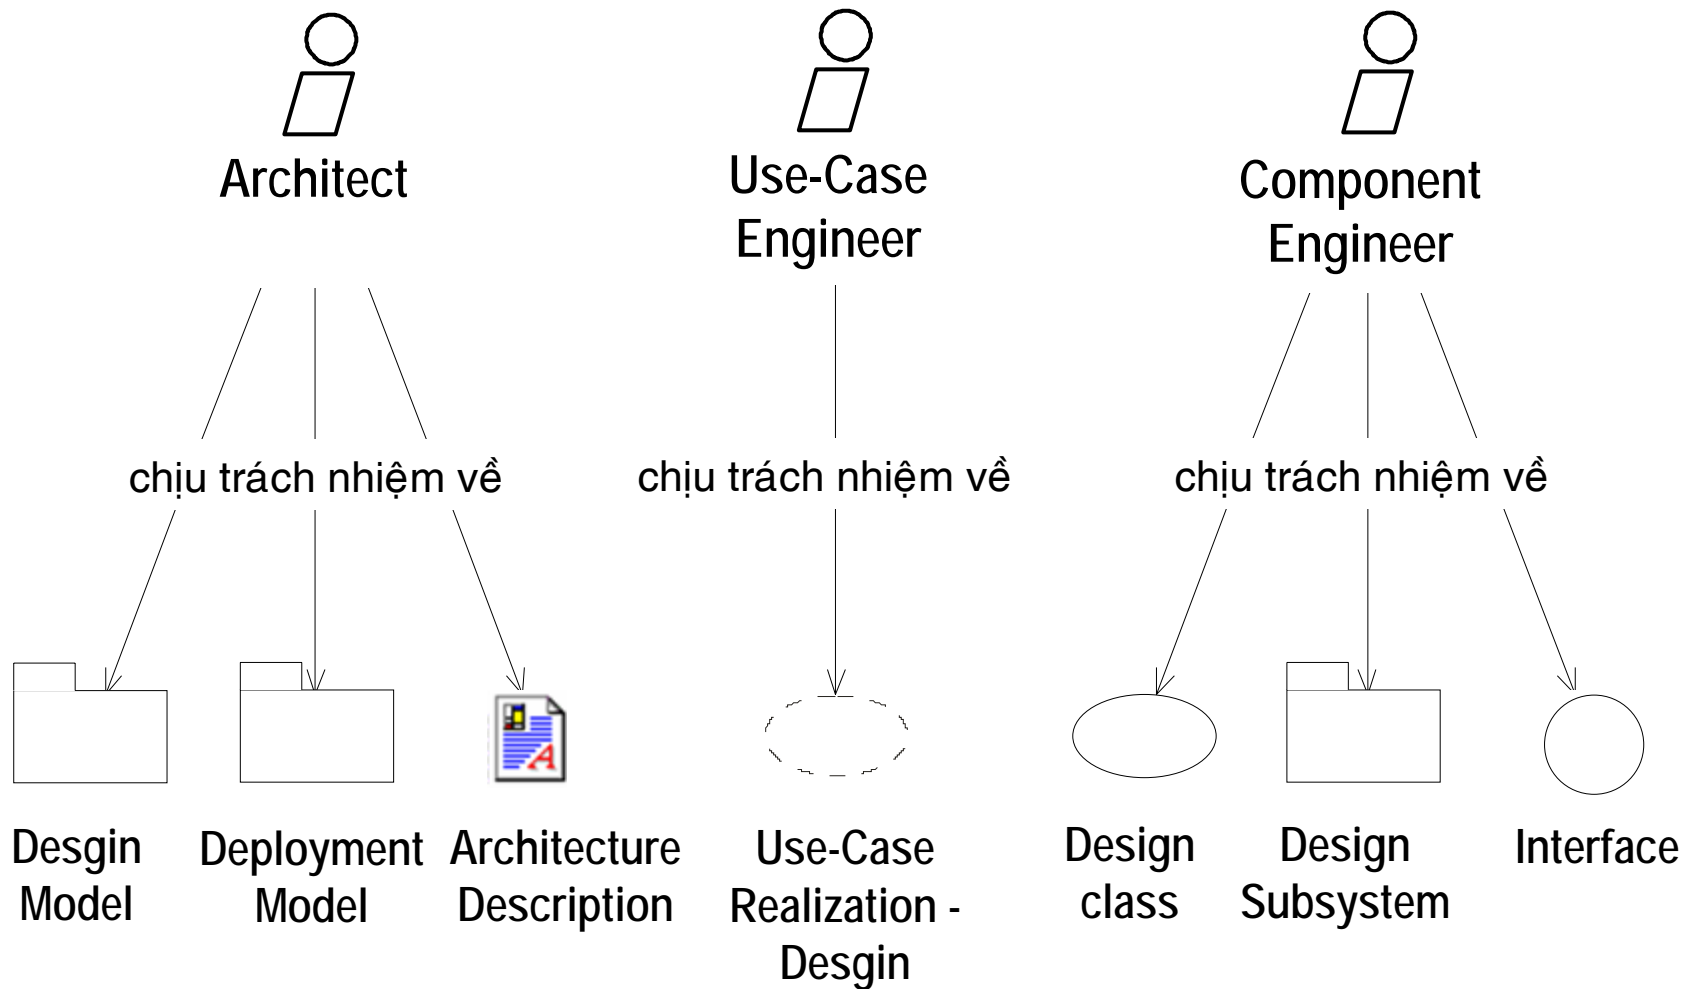 Architect
Use-Case
Engineer
Component
Engineer
chịu trách nhiệm về
chịu trách nhiệm về
chịu trách nhiệm về
Desgin
Model
Deployment
Model
Architecture
Description
Use-Case
Realization -
Desgin
Design
class
Design
Subsystem
Interface